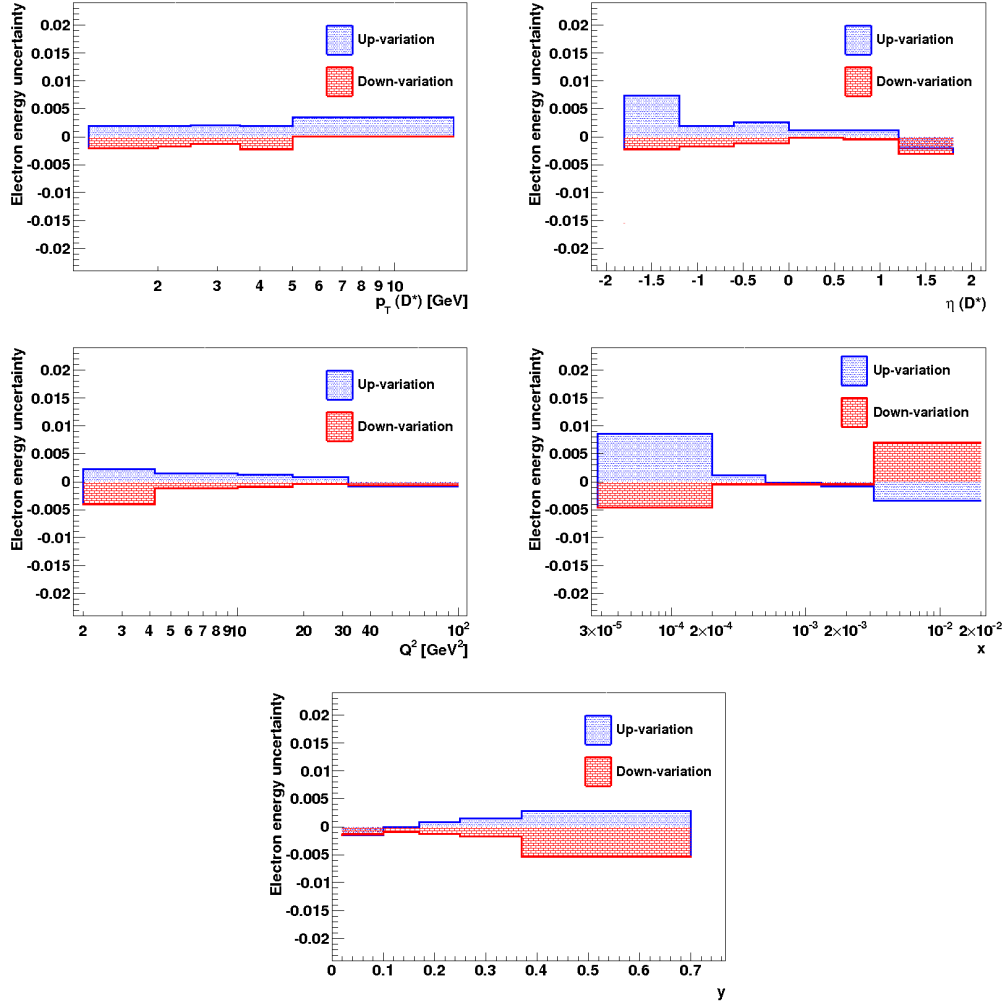 Electron energy uncertainty
0.02
0.015
0.01
0.005
0
-0.005
-0.01
-0.015
-0.02
Up-variation
Down-variation
2 3 4 5 6 7 8 9 10
p_T (D*) [GeV]
Electron energy uncertainty
0.02
0.015
0.01
0.005
0
-0.005
-0.01
-0.015
-0.02
Up-variation
Down-variation
-2 -1.5 -1 -0.5 0 0.5 1 1.5 2
η (D*)
Electron energy uncertainty
0.02
0.015
0.01
0.005
0
-0.005
-0.01
-0.015
-0.02
Up-variation
Down-variation
2 3 4 5 6 7 8 9 10 20 30 40 10²
Q² [GeV²]
Electron energy uncertainty
0.02
0.015
0.01
0.005
0
-0.005
-0.01
-0.015
-0.02
Up-variation
Down-variation
3×10⁻⁵ 10⁻⁴ 2×10⁻⁴ 10⁻³ 2×10⁻³ 10⁻² 2×10⁻²
x
Electron energy uncertainty
0.02
0.015
0.01
0.005
0
-0.005
-0.01
-0.015
-0.02
Up-variation
Down-variation
0 0.1 0.2 0.3 0.4 0.5 0.6 0.7
y